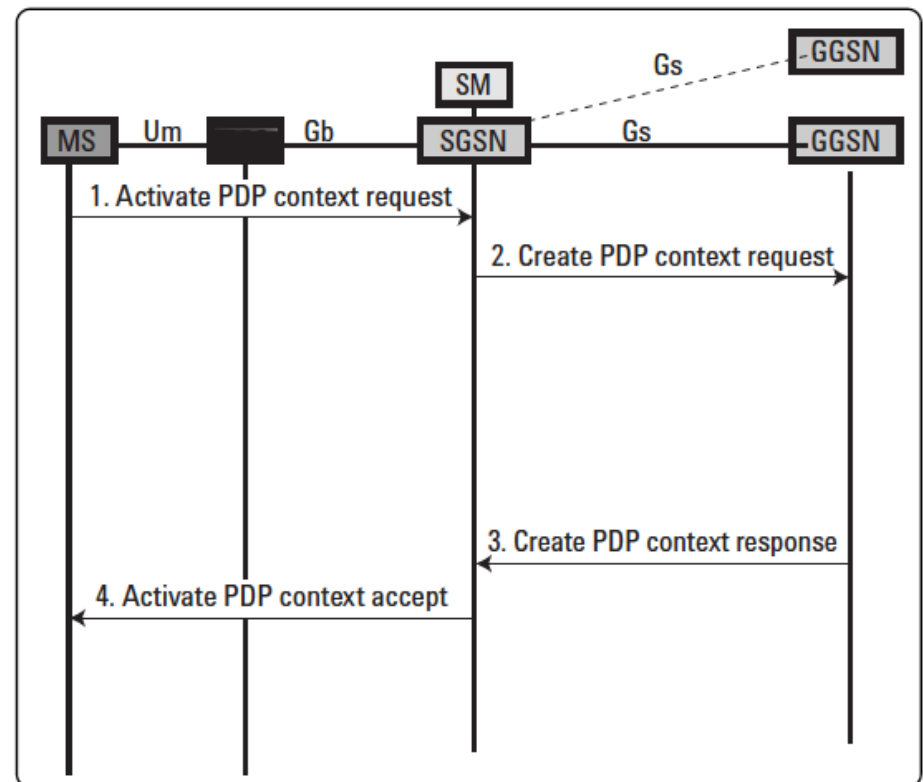 GGSN
Gs
SM
MS
Um
Gb
SGSN
Gs
GGSN
1. Activate PDP context request
2. Create PDP context request
3. Create PDP context response
4. Activate PDP context accept